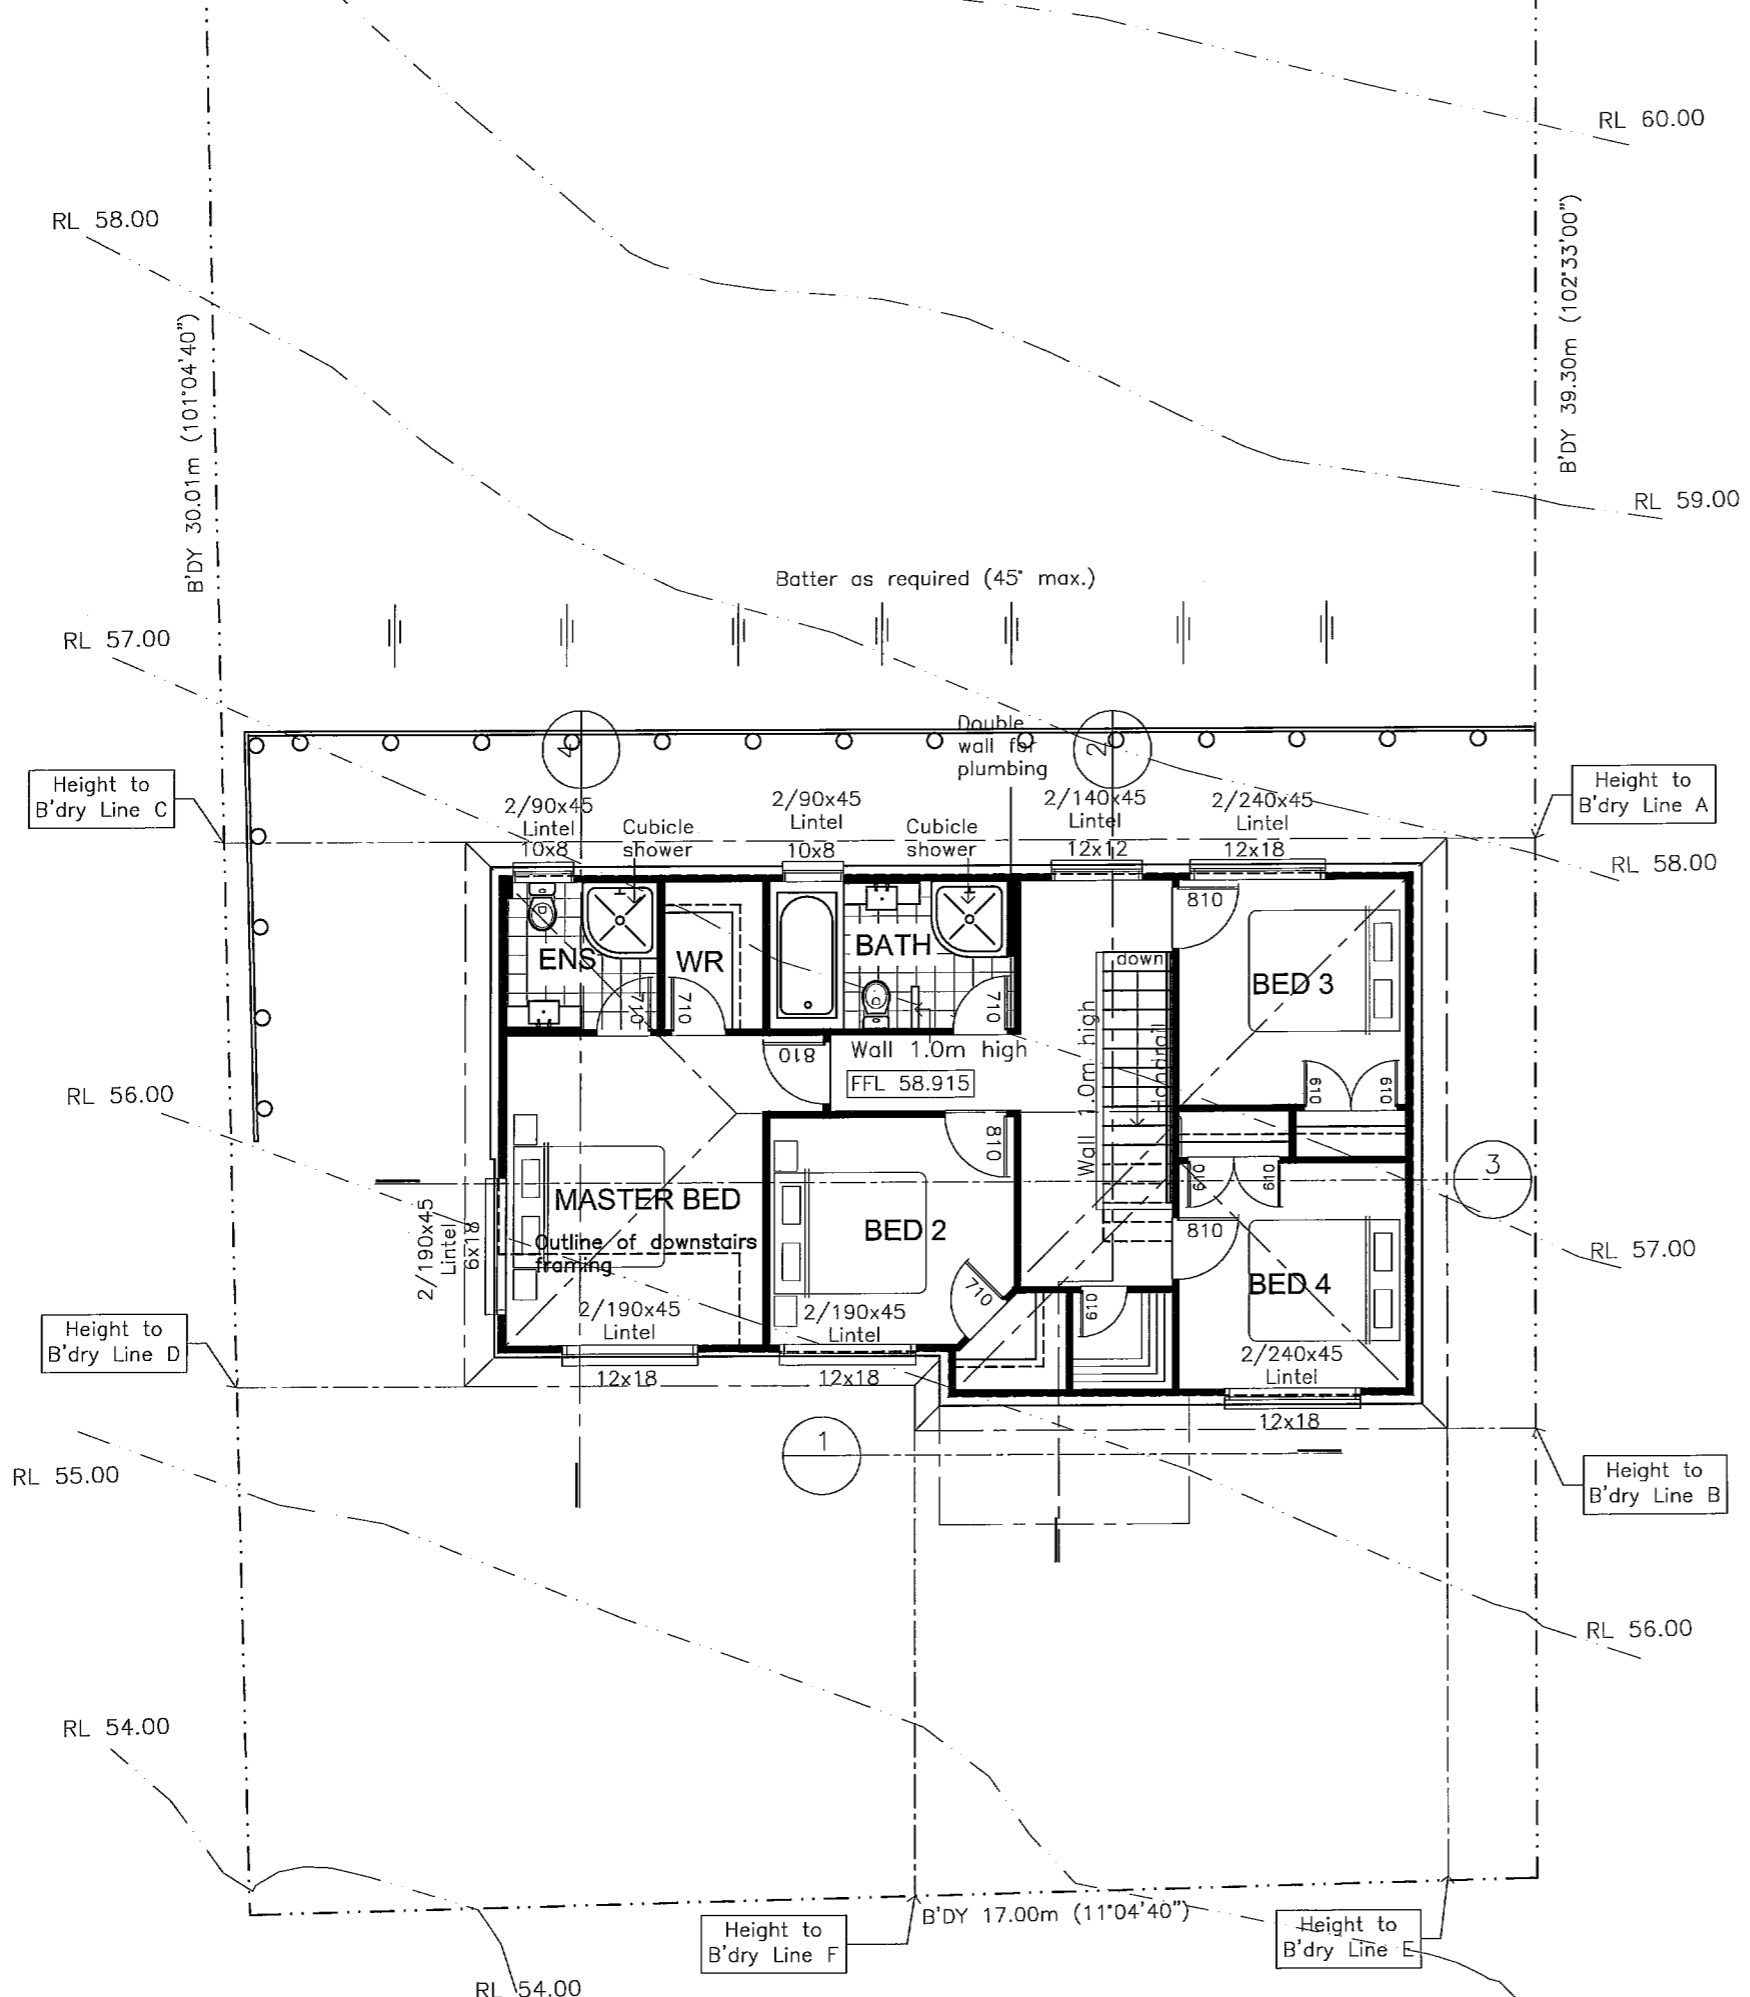 RL 60.00
RL 58.00
B'DY 39.30m (102°33'00")
B'DY 30.01m (101°04'40")
RL 59.00
Batter as required (45° max.)
RL 57.00
Double
wall for
plumbing
4
2
Height to
B'dry Line C
Height to
B'dry Line A
2/90x45
Lintel
10x8
Cubicle
shower
2/90x45
Lintel
10x8
Cubicle
shower
2/140x45
Lintel
12x12
2/240x45
Lintel
12x18
RL 58.00
810
ENS
WR
BATH
down
BED 3
710
710
710
Wall 1.0m high
Handrail
810
Wall 1.0m high
FFL 58.915
610
610
RL 56.00
810
3
610
610
MASTER BED
BED 2
810
2/190x45
Lintel
6x18
Outline of downstairs
framing
RL 57.00
BED 4
710
610
2/190x45
Lintel
12x18
2/190x45
Lintel
12x18
2/240x45
Lintel
12x18
Height to
B'dry Line D
1
RL 55.00
Height to
B'dry Line B
RL 56.00
RL 54.00
B'DY 17.00m (11°04'40")
Height to
B'dry Line F
Height to
B'dry Line E
RL 54.00